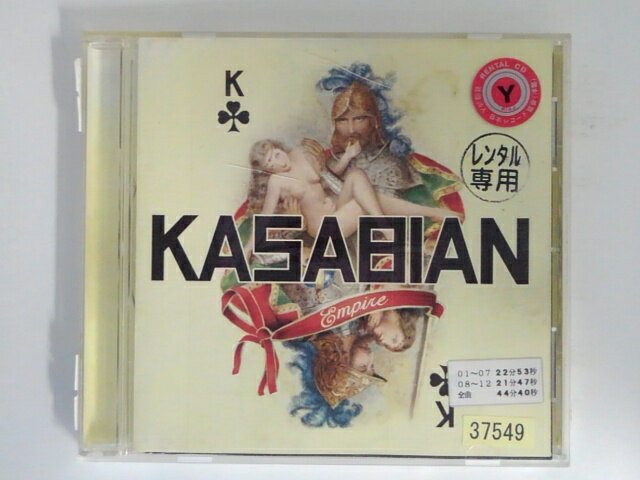 K
RENTAL CD
Y
レンタル
専用
KASABIAN
Empire
01～07 22分53秒
08～12 21分47秒
全曲 44分40秒
K
37549